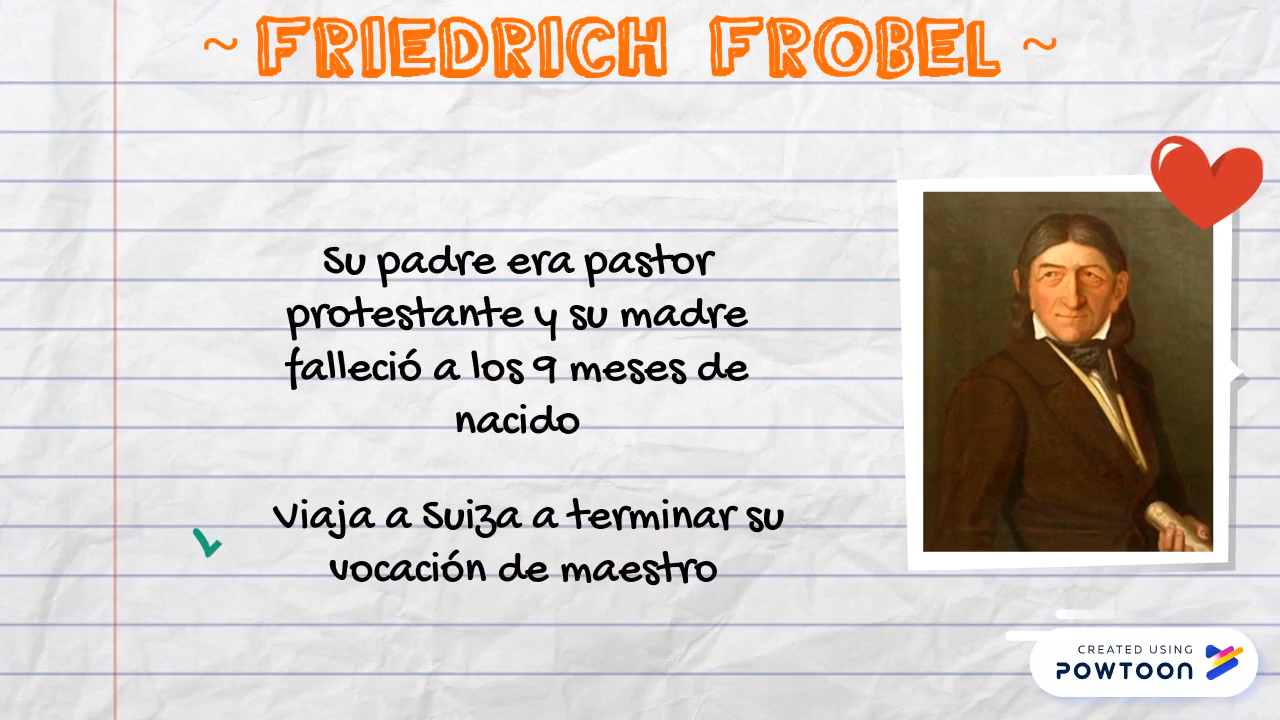 ~ FRIEDRICH FROBEL ~
Su padre era pastor
protestante y su madre
falleció a los 9 meses de
nacido
Viaja a Suiza a terminar su
vocación de maestro
CREATED USING
POWTOON